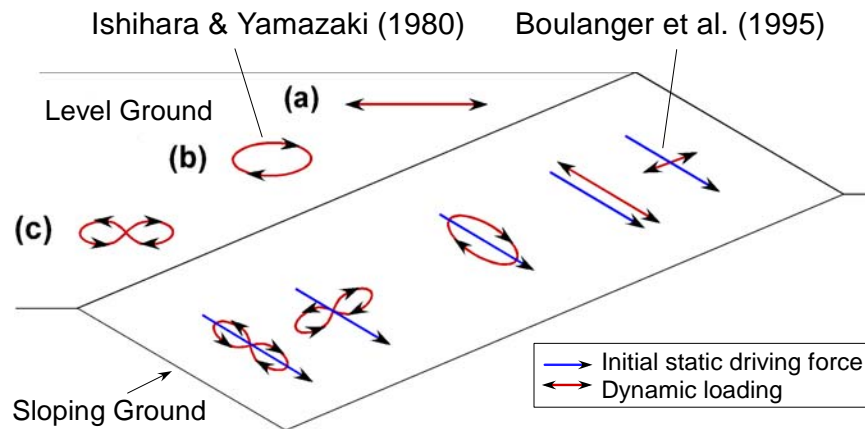 Ishihara & Yamazaki (1980)
Boulanger et al. (1995)
Level Ground
(a)
(b)
(c)
Sloping Ground
Initial static driving force
Dynamic loading